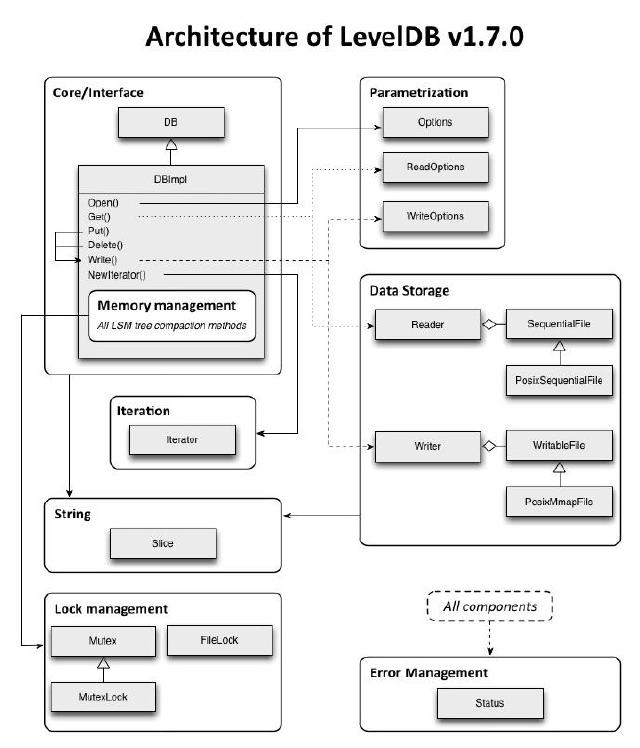 Architecture of LevelDB v1.7.0
Core/Interface
DB
DBImpl
Open()
Get()
Put()
Delete()
Write()
NewIterator()
Memory management
All LSM tree compaction methods
Parametrization
Options
ReadOptions
WriteOptions
Data Storage
Reader
SequentialFile
PosixSequentialFile
Writer
WritableFile
PosixMmapFile
Iteration
Iterator
String
Slice
Lock management
Mutex
FileLock
MutexLock
All components
Error Management
Status